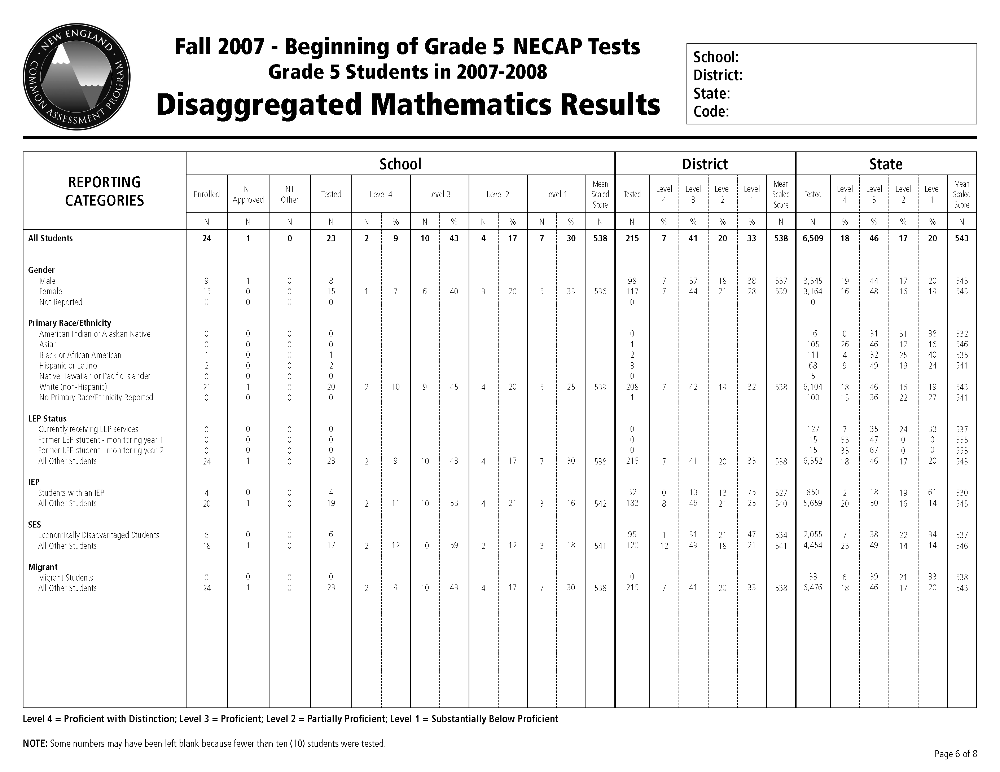 NEW ENGLAND
COMMON ASSESSMENT PROGRAM
Fall 2007 - Beginning of Grade 5 NECAP Tests
Grade 5 Students in 2007-2008
Disaggregated Mathematics Results
School:
District:
State:
Code:
REPORTING CATEGORIES School District State
Enrolled NT Approved NT Other Tested Level 4 Level 3 Level 2 Level 1 Mean Scaled Score Tested Level 4 Level 3 Level 2 Level 1 Mean Scaled Score Tested Level 4 Level 3 Level 2 Level 1 Mean Scaled Score
N N N N N % N % N % N % N N % % % % N N % % % % N
All Students 24 1 0 23 2 9 10 43 4 17 7 30 538 215 7 41 20 33 538 6,509 18 46 17 20 543
Gender
Male 9 1 0 8 98 7 37 18 38 537 3,345 19 44 17 20 543
Female 15 0 0 15 1 7 6 40 3 20 5 33 536 117 7 44 21 28 539 3,164 16 48 16 19 543
Not Reported 0 0 0 0 0 0
Primary Race/Ethnicity
American Indian or Alaskan Native 0 0 0 0 0 16 0 31 31 38 532
Asian 0 0 0 0 1 105 26 46 12 16 546
Black or African American 1 0 0 1 2 111 4 32 25 40 535
Hispanic or Latino 2 0 0 2 3 68 9 49 19 24 541
Native Hawaiian or Pacific Islander 0 0 0 0 0 5
White (non-Hispanic) 21 1 0 20 2 10 9 45 4 20 5 25 539 208 7 42 19 32 538 6,104 18 46 16 19 543
No Primary Race/Ethnicity Reported 0 0 0 0 1 100 15 36 22 27 541
LEP Status
Currently receiving LEP services 0 0 0 0 0 127 7 35 24 33 537
Former LEP student - monitoring year 1 0 0 0 0 0 15 53 47 0 0 555
Former LEP student - monitoring year 2 0 0 0 0 0 15 33 67 0 0 553
All Other Students 24 1 0 23 2 9 10 43 4 17 7 30 538 215 7 41 20 33 538 6,352 18 46 17 20 543
IEP
Students with an IEP 4 0 0 4 32 0 13 13 75 527 850 2 18 19 61 530
All Other Students 20 1 0 19 2 11 10 53 4 21 3 16 542 183 8 46 21 25 540 5,659 20 50 16 14 545
SES
Economically Disadvantaged Students 6 0 0 6 95 1 31 21 47 534 2,055 7 38 22 34 537
All Other Students 18 1 0 17 2 12 10 59 2 12 3 18 541 120 12 49 18 21 541 4,454 23 49 14 14 546
Migrant
Migrant Students 0 0 0 0 0 33 6 39 21 33 538
All Other Students 24 1 0 23 2 9 10 43 4 17 7 30 538 215 7 41 20 33 538 6,476 18 46 17 20 543
Level 4 = Proficient with Distinction; Level 3 = Proficient; Level 2 = Partially Proficient; Level 1 = Substantially Below Proficient
NOTE: Some numbers may have been left blank because fewer than ten (10) students were tested.
Page 6 of 8